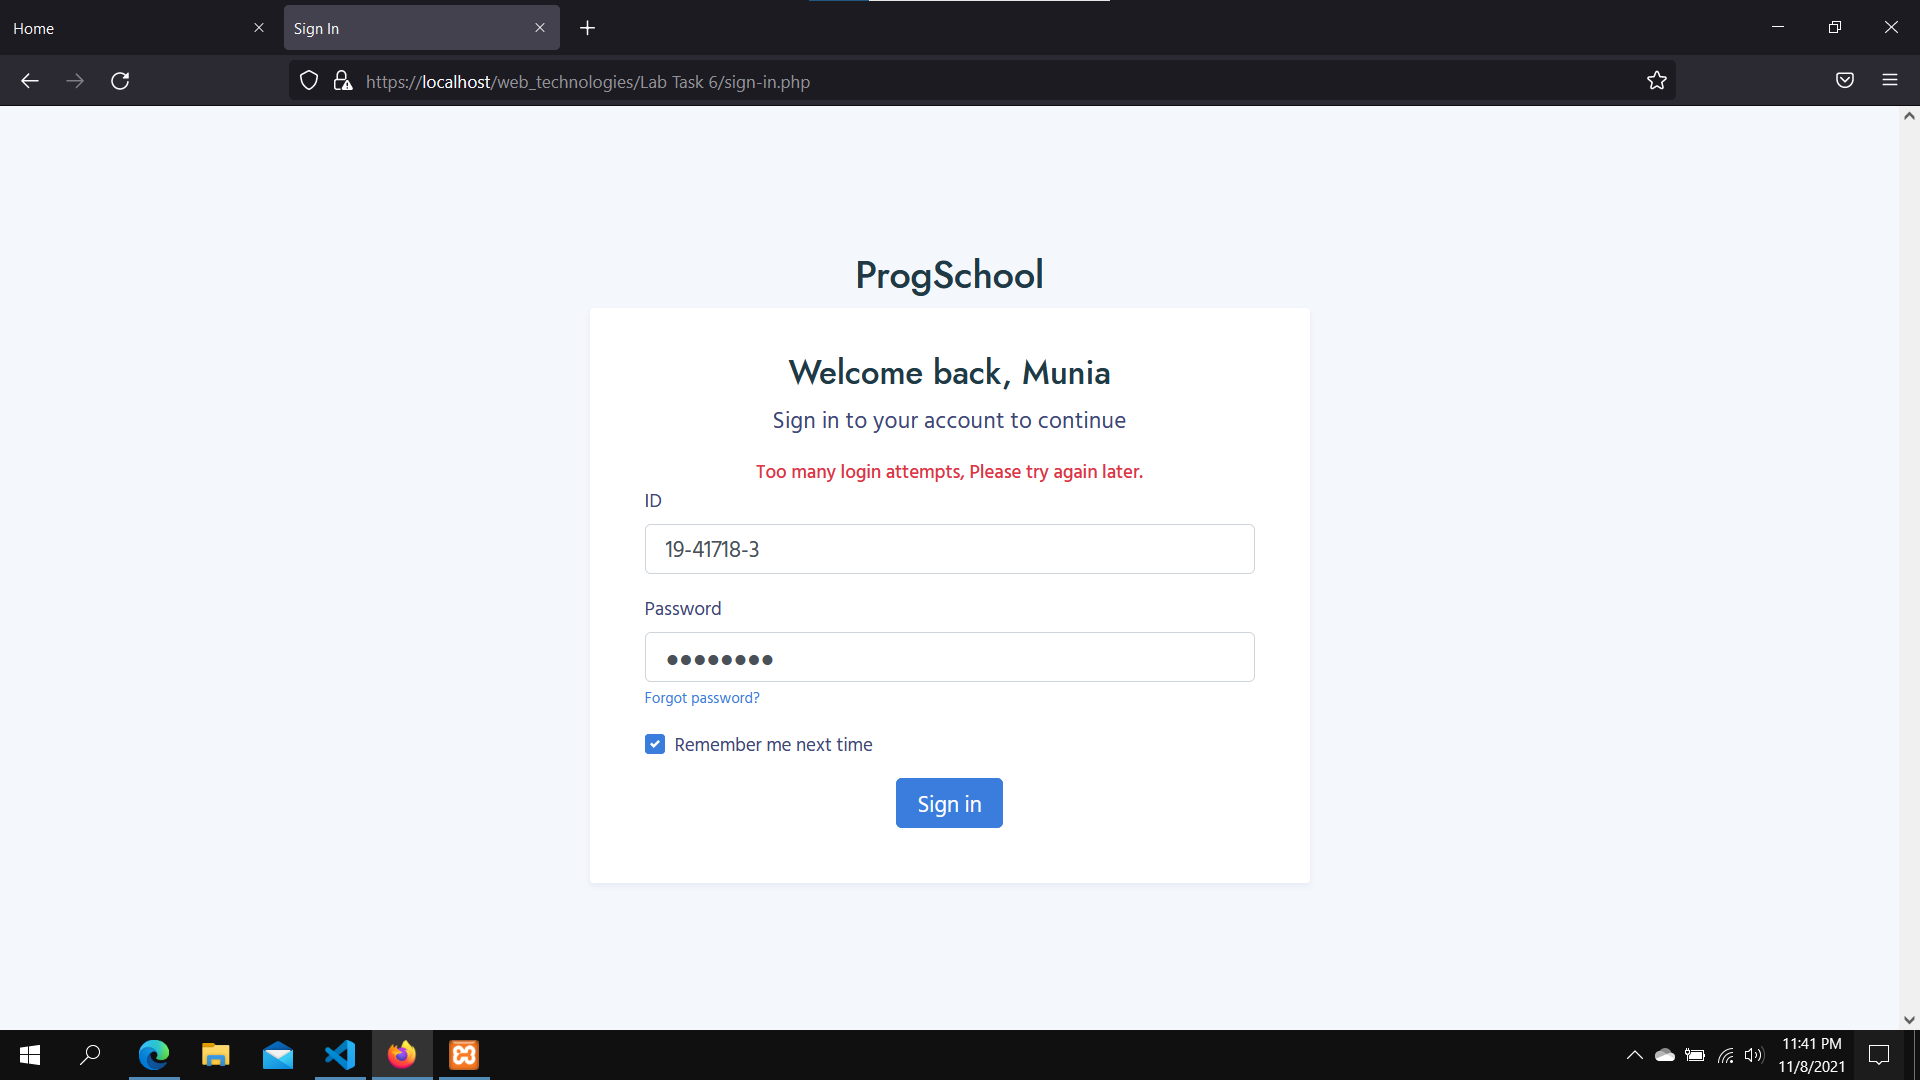 Home
Sign In
https://localhost/web_technologies/Lab Task 6/sign-in.php
ProgSchool
Welcome back, Munia
Sign in to your account to continue
Too many login attempts, Please try again later.
ID
19-41718-3
Password
●●●●●●●●
Forgot password?
Remember me next time
Sign in
11:41 PM
11/8/2021